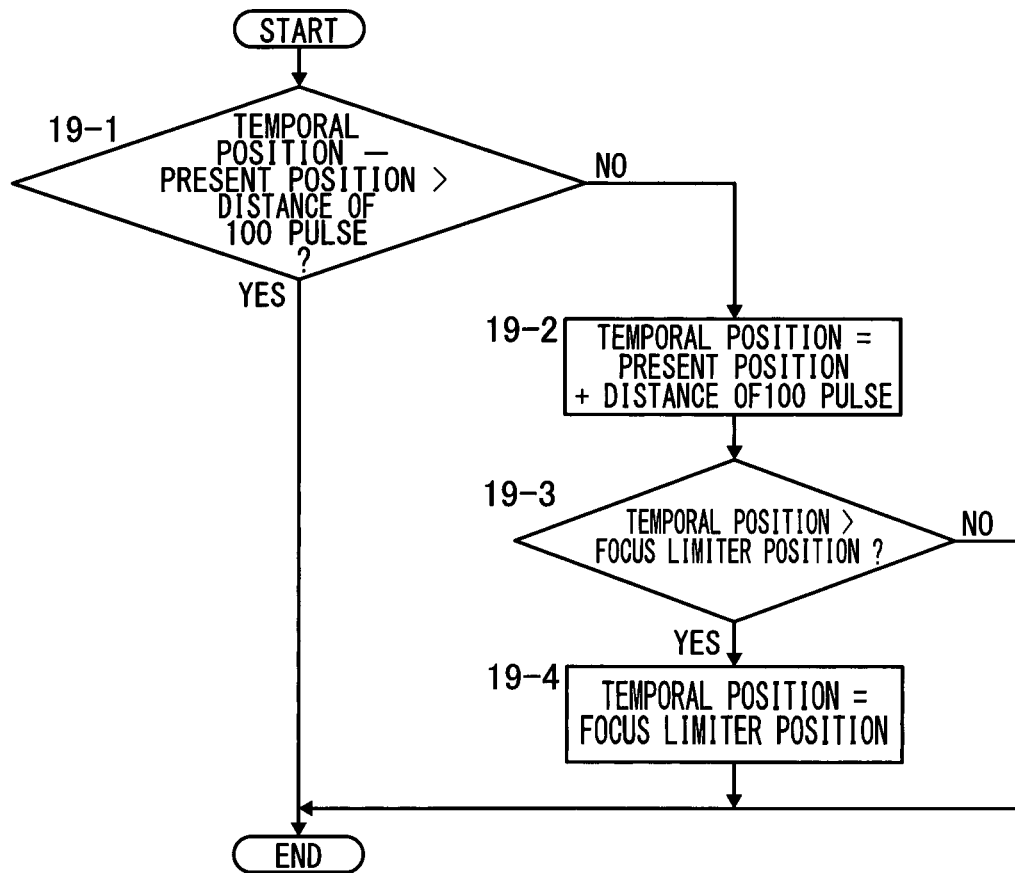 START
19-1
TEMPORAL
POSITION −
PRESENT POSITION >
DISTANCE OF
100 PULSE
?
NO
YES
19-2
TEMPORAL POSITION =
PRESENT POSITION
+ DISTANCE OF100 PULSE
19-3
TEMPORAL POSITION >
FOCUS LIMITER POSITION ?
NO
YES
19-4
TEMPORAL POSITION =
FOCUS LIMITER POSITION
END